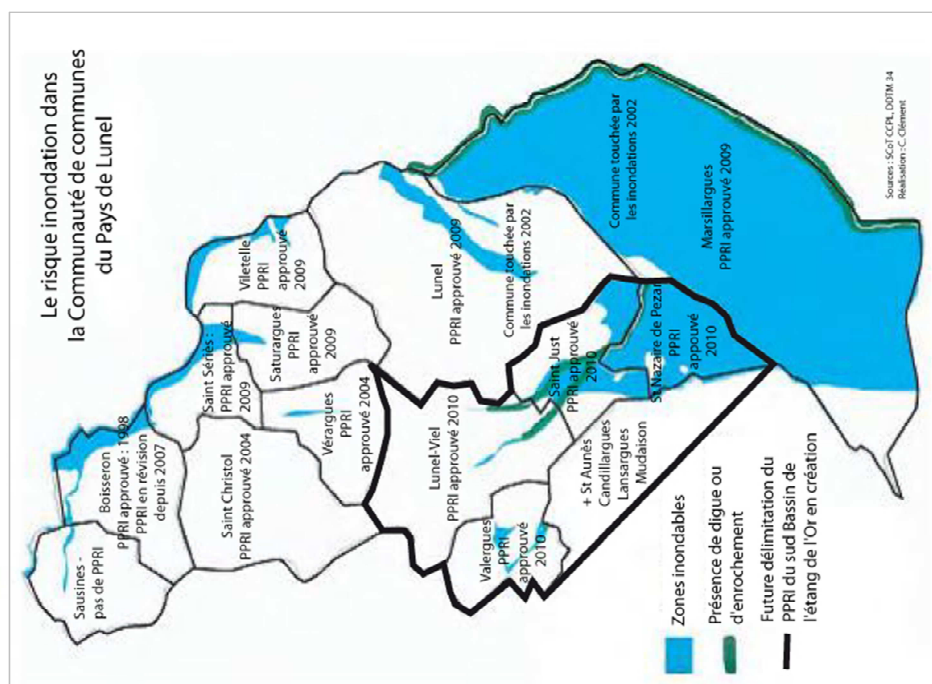 Le risque inondation dans
la Communauté de communes
du Pays de Lunel
Sausines -
pas de PPRI
Boisseron
PPRI approuvé : 1998
PPRI en révision
depuis 2007
Saint Christol
PPRI approuvé 2004
Saint Séries :
PPRI approuvé
2009
Vérargues
PPRI
approuvé 2004
Saturargues
PPRI
approuvé
2009
Viletelle
PPRI
approuvé
2009
Lunel
PPRI approuvé 2009
Commune touchée par
les inondations 2002
Commune touchée par
les inondations 2002
Marsillargues
PPRI approuvé 2009
Lunel-Viel
PPRI approuvé 2010
Saint Just
PPRI approuvé
2010
St Nazaire de Pezan
PPRI
appouvé
2010
Valergues
PPRI
approuvé
2010
+ St Aunès
Candillargues
Lansargues
Mudaison
Zones inondables
Présence de digue ou
d'enrochement
Future délimitation du
PPRI du sud Bassin de
l'étang de l'Or en création
Sources : SCoT CCPL, DDTM 34
Réalisation : C. Clément